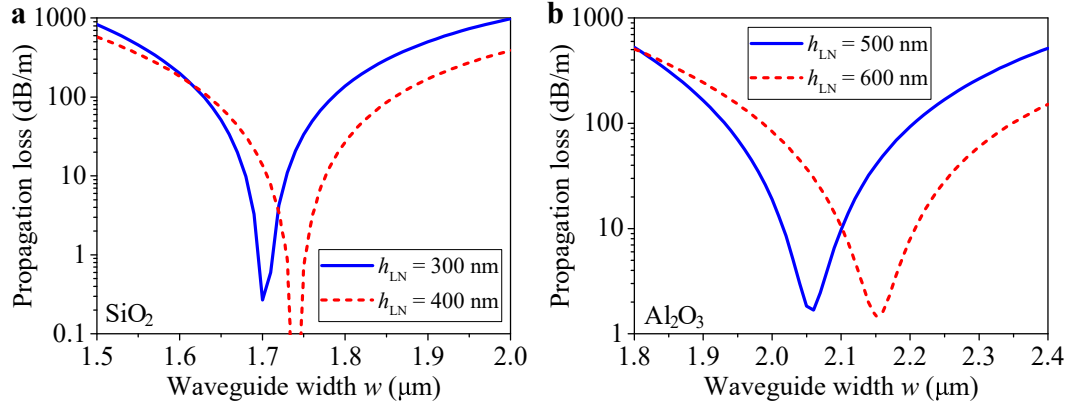 a
Propagation loss (dB/m)
1000
100
10
1
0.1
h_LN = 300 nm
h_LN = 400 nm
SiO₂
1.5 1.6 1.7 1.8 1.9 2.0
Waveguide width w (μm)
b
Propagation loss (dB/m)
1000
100
10
1
h_LN = 500 nm
h_LN = 600 nm
Al₂O₃
1.8 1.9 2.0 2.1 2.2 2.3 2.4
Waveguide width w (μm)